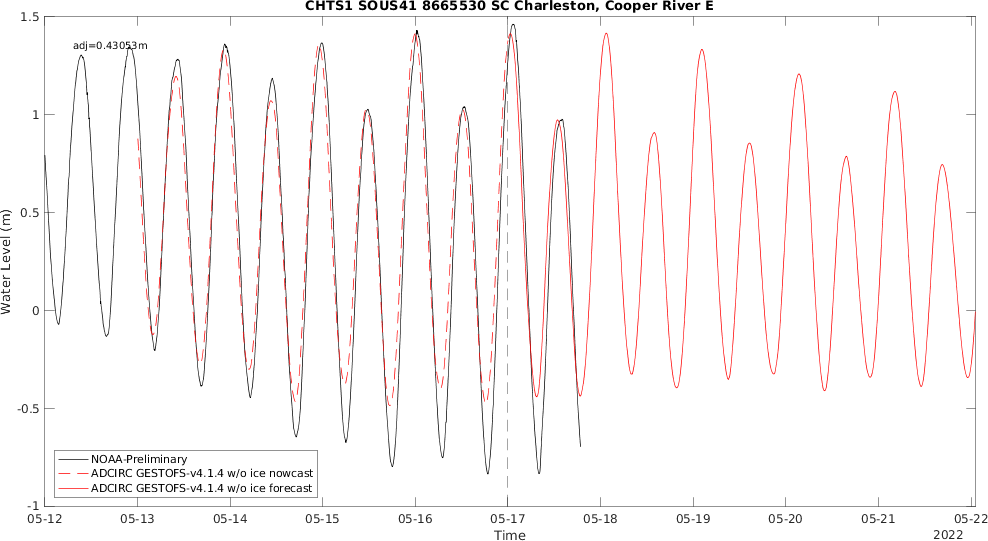 CHTS1 SOUS41 8665530 SC Charleston, Cooper River E
adj=0.43053m
1.5
1
0.5
0
-0.5
-1
Water Level (m)
NOAA-Preliminary
ADCIRC GESTOFS-v4.1.4 w/o ice nowcast
ADCIRC GESTOFS-v4.1.4 w/o ice forecast
05-12 05-13 05-14 05-15 05-16 05-17 05-18 05-19 05-20 05-21 05-22
Time
2022